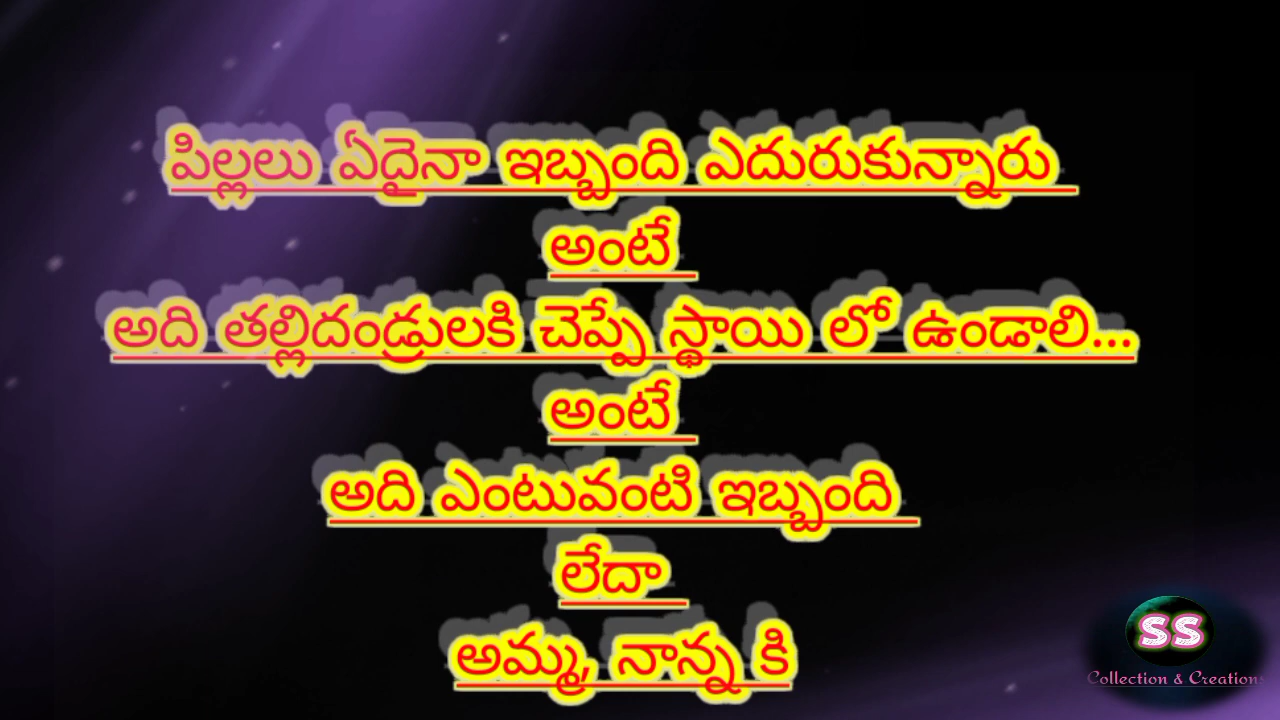 పిల్లలు ఏదైనా ఇబ్బంది ఎదురుకున్నారు
అంటే
అది తల్లిదండ్రులకి చెప్పే స్థాయి లో ఉండాలి...
అంటే
అది ఎంటువంటి ఇబ్బంది
లేదా
అమ్మ, నాన్న కి
SS
Collection & Creations